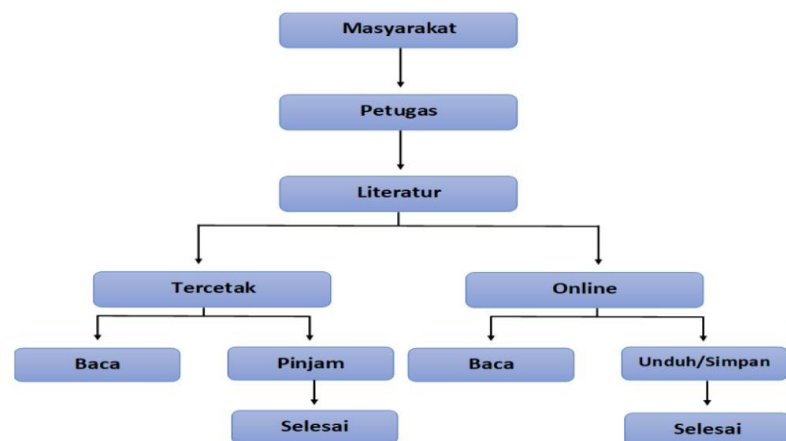 Masyarakat
Petugas
Literatur
Tercetak
Online
Baca
Pinjam
Baca
Unduh/Simpan
Selesai
Selesai